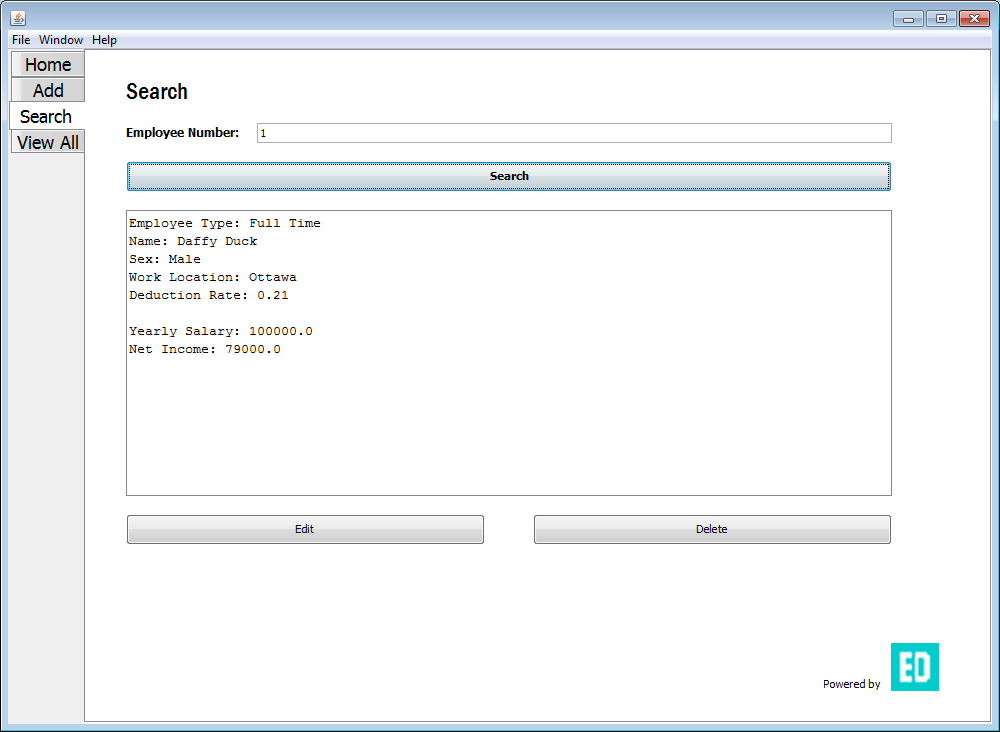 File Window Help
Home
Add
Search
View All
Search
Employee Number: 1
Search
Employee Type: Full Time
Name: Daffy Duck
Sex: Male
Work Location: Ottawa
Deduction Rate: 0.21
Yearly Salary: 100000.0
Net Income: 79000.0
Edit Delete
Powered by ED